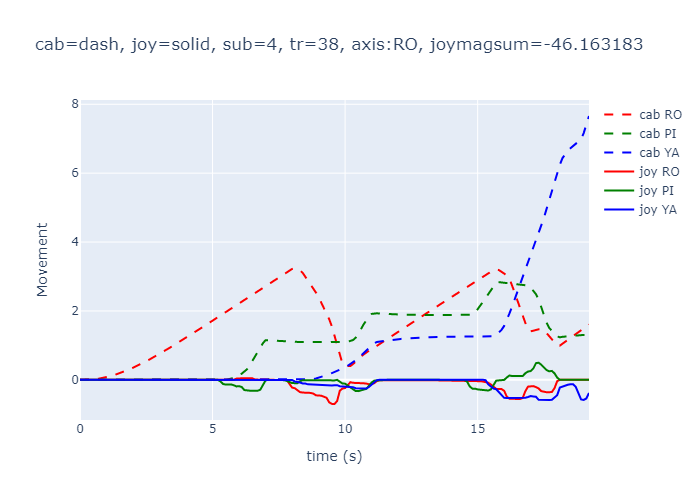 cab=dash, joy=solid, sub=4, tr=38, axis:RO, joymagsum=-46.163183
8
6
4
2
0
Movement
0
5
10
15
time (s)
cab RO
cab PI
cab YA
joy RO
joy PI
joy YA